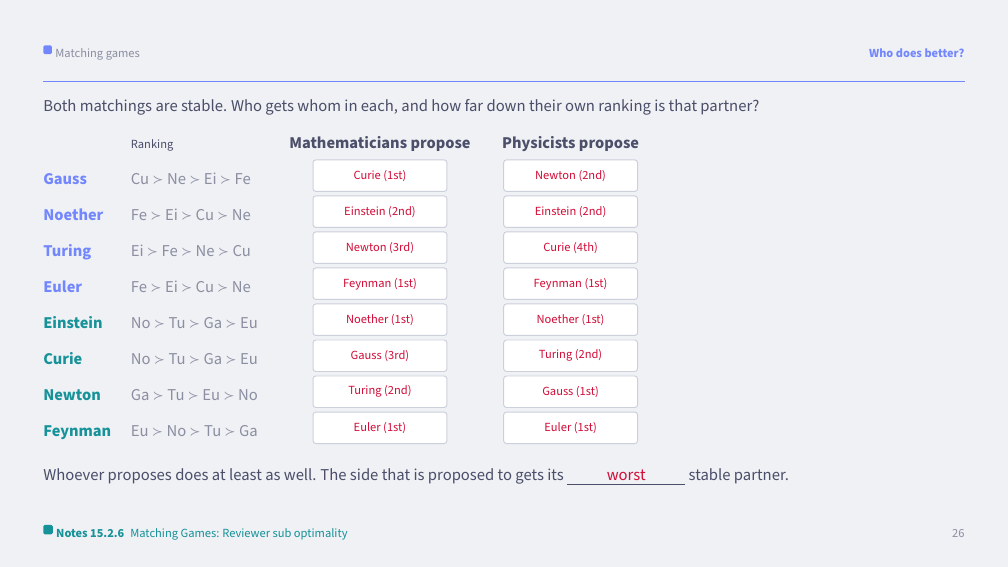 Matching games
Who does better?
Both matchings are stable. Who gets whom in each, and how far down their own ranking is that partner?
Ranking Mathematicians propose Physicists propose
Gauss Cu ≻ Ne ≻ Ei ≻ Fe Curie (1st) Newton (2nd)
Noether Fe ≻ Ei ≻ Cu ≻ Ne Einstein (2nd) Einstein (2nd)
Turing Ei ≻ Fe ≻ Ne ≻ Cu Newton (3rd) Curie (4th)
Euler Fe ≻ Ei ≻ Cu ≻ Ne Feynman (1st) Feynman (1st)
Einstein No ≻ Tu ≻ Ga ≻ Eu Noether (1st) Noether (1st)
Curie No ≻ Tu ≻ Ga ≻ Eu Gauss (3rd) Turing (2nd)
Newton Ga ≻ Tu ≻ Eu ≻ No Turing (2nd) Gauss (1st)
Feynman Eu ≻ No ≻ Tu ≻ Ga Euler (1st) Euler (1st)
Whoever proposes does at least as well. The side that is proposed to gets its worst stable partner.
Notes 15.2.6 Matching Games: Reviewer sub optimality
26